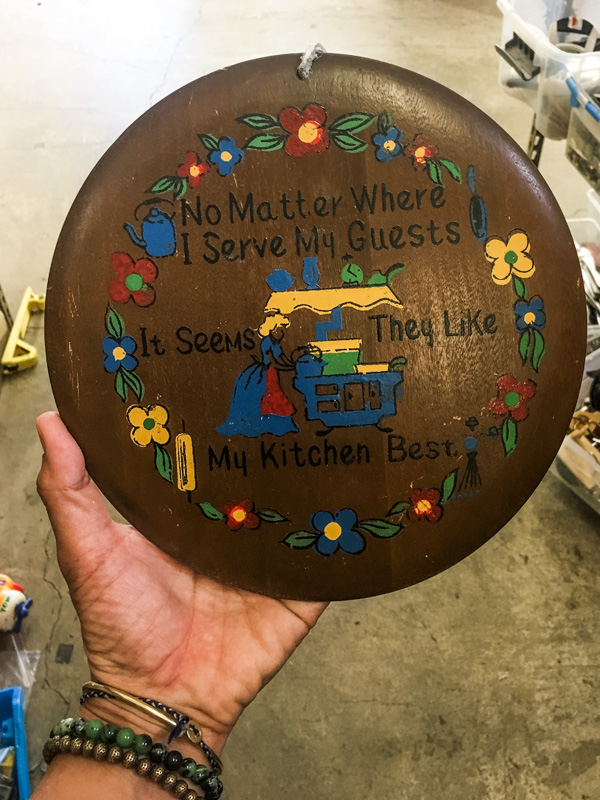 No Matter Where
I Serve My Guests
It Seems They Like
My Kitchen Best.